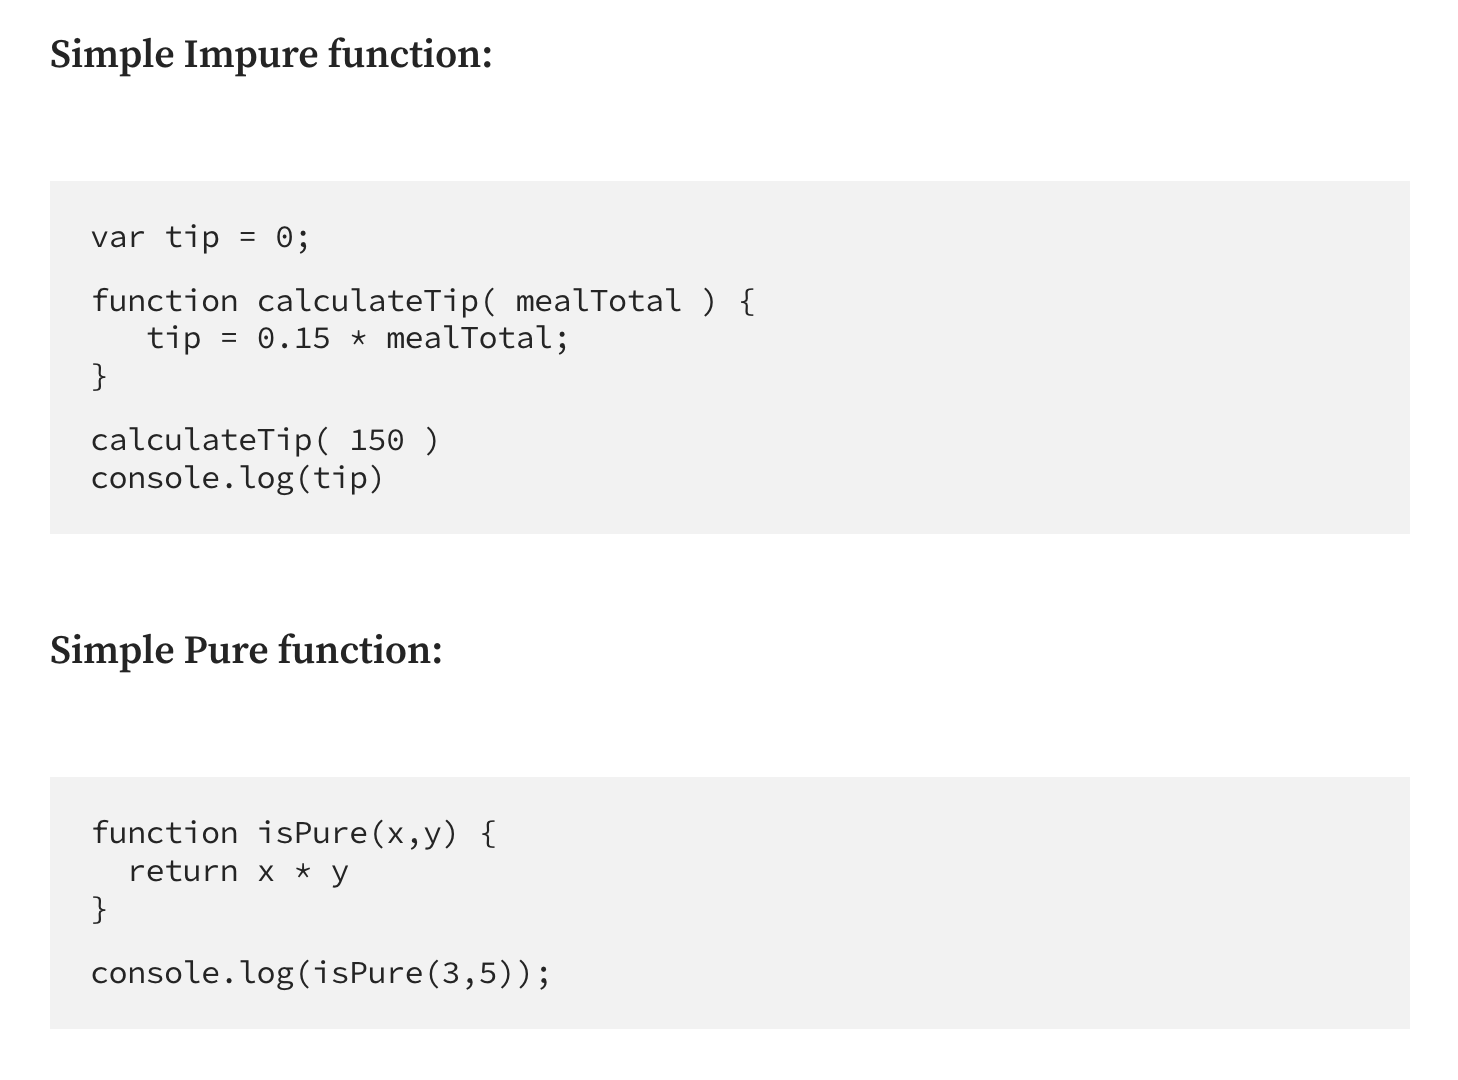 Simple Impure function:
var tip = 0;
function calculateTip( mealTotal ) {
   tip = 0.15 * mealTotal;
}
calculateTip( 150 )
console.log(tip)
Simple Pure function:
function isPure(x,y) {
  return x * y
}
console.log(isPure(3,5));